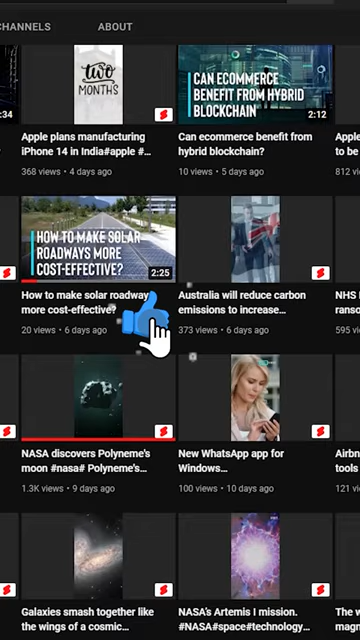 CHANNELS
ABOUT
:34
two
MONTHS
CAN ECOMMERCE
BENEFIT FROM HYBRID
BLOCKCHAIN
2:12
Apple plans manufacturing
iPhone 14 in India#apple #...
368 views • 4 days ago
Can ecommerce benefit from
hybrid blockchain?
10 views • 5 days ago
Apple
to be
812 vi
HOW TO MAKE SOLAR
ROADWAYS MORE
COST-EFFECTIVE?
2:25
How to make solar roadways
more cost-effective?
20 views • 6 days ago
Australia will reduce carbon
emissions to increase...
373 views • 6 days ago
NHS
ranso
595 vi
NASA discovers Polyneme's
moon #nasa# Polyneme's...
1.3K views • 9 days ago
New WhatsApp app for
Windows...
100 views • 10 days ago
Airbn
tools
121 vi
Galaxies smash together like
the wings of a cosmic...
NASA's Artemis I mission.
#NASA#space#technology...
The w
magn